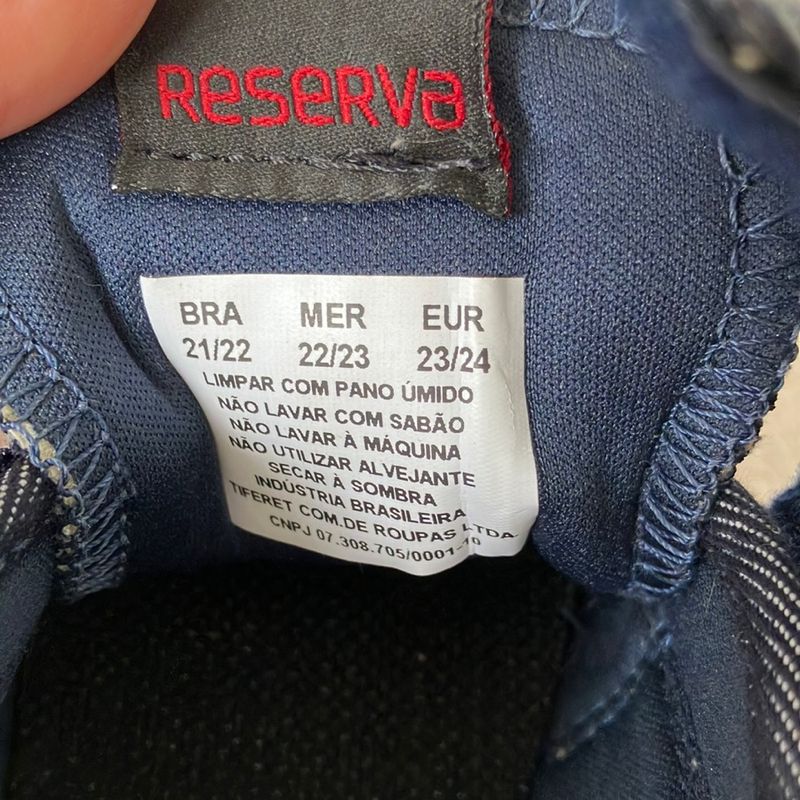 Reserva
BRA MER EUR
21/22 22/23 23/24
LIMPAR COM PANO ÚMIDO
NÃO LAVAR COM SABÃO
NÃO LAVAR À MÁQUINA
NÃO UTILIZAR ALVEJANTE
SECAR À SOMBRA
INDÚSTRIA BRASILEIRA
TIFERET COM.DE ROUPAS LTDA
CNPJ 07.308.705/0001-10